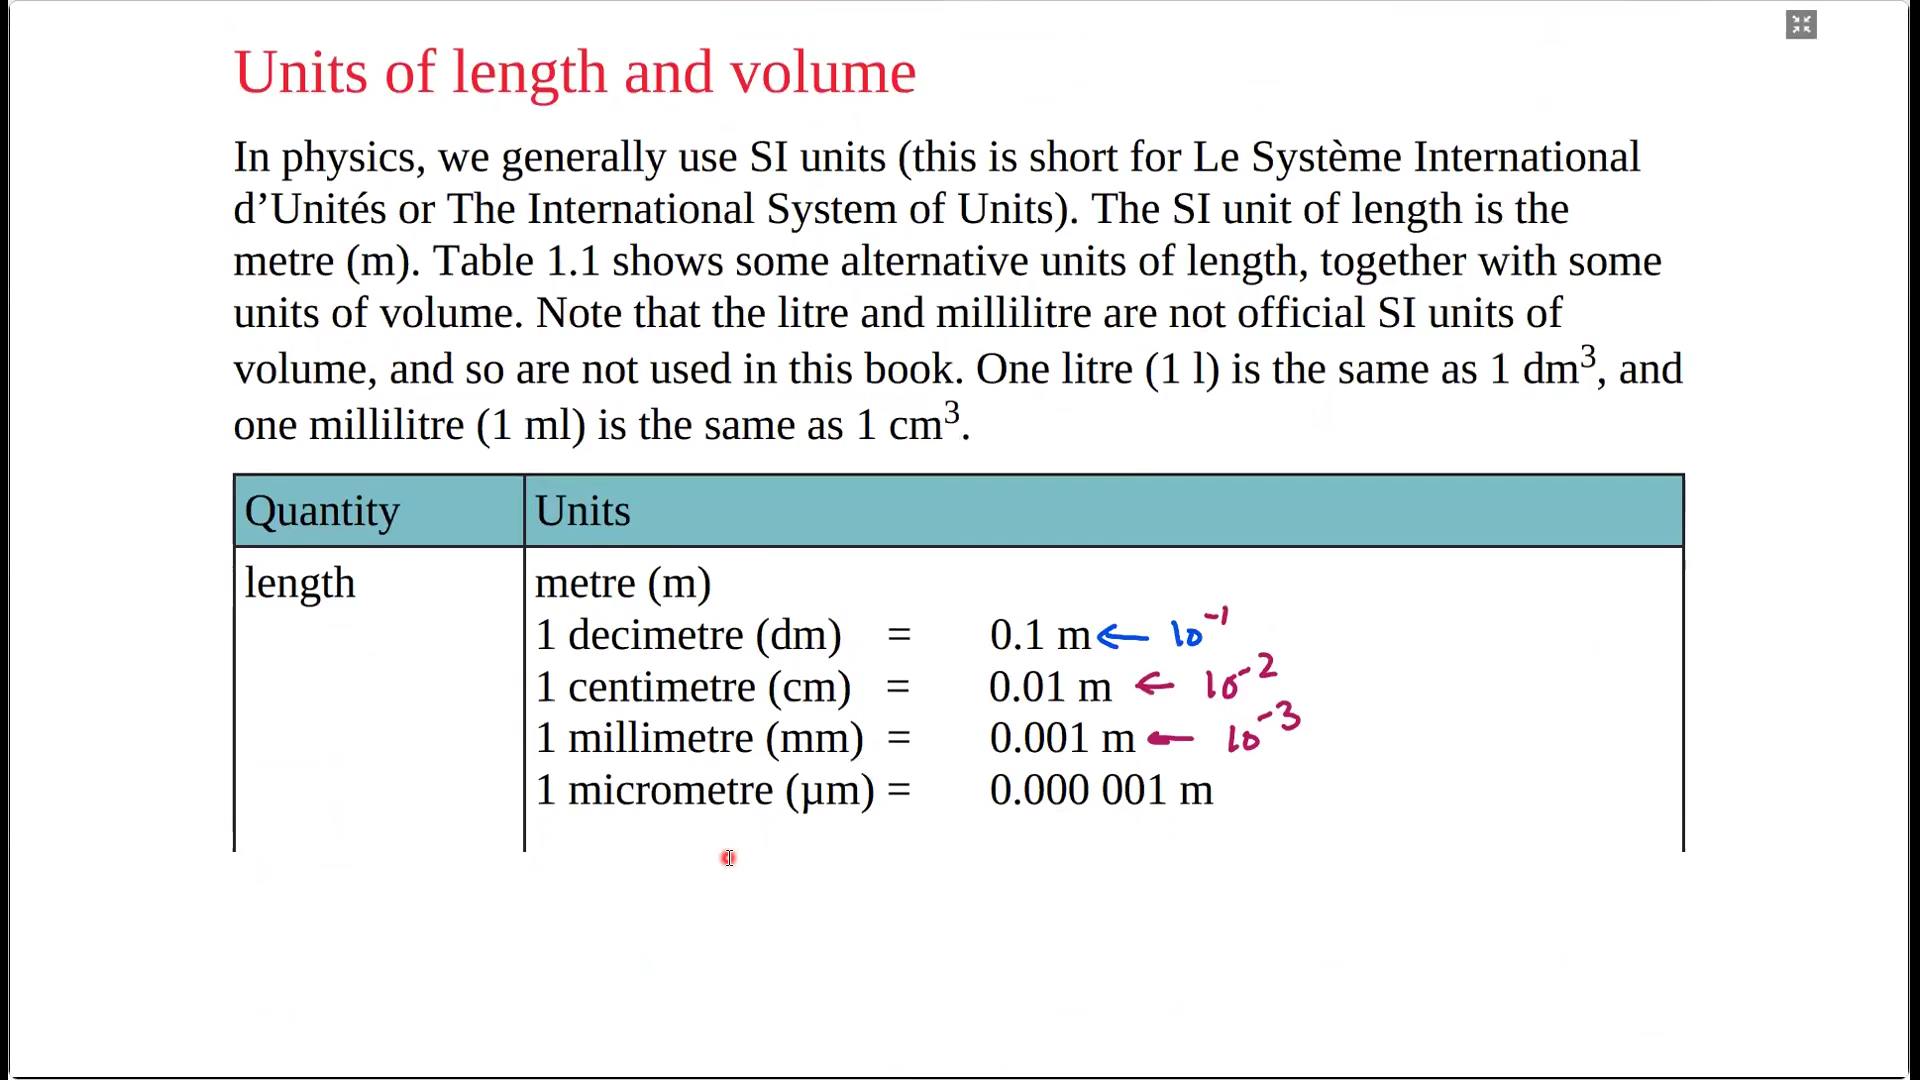 Units of length and volume
In physics, we generally use SI units (this is short for Le Système International
d’Unités or The International System of Units). The SI unit of length is the
metre (m). Table 1.1 shows some alternative units of length, together with some
units of volume. Note that the litre and millilitre are not official SI units of
volume, and so are not used in this book. One litre (1 l) is the same as 1 dm³, and
one millilitre (1 ml) is the same as 1 cm³.
Quantity Units
length metre (m)
1 decimetre (dm) = 0.1 m ← 10⁻¹
1 centimetre (cm) = 0.01 m ← 10⁻²
1 millimetre (mm) = 0.001 m ← 10⁻³
1 micrometre (µm) = 0.000 001 m